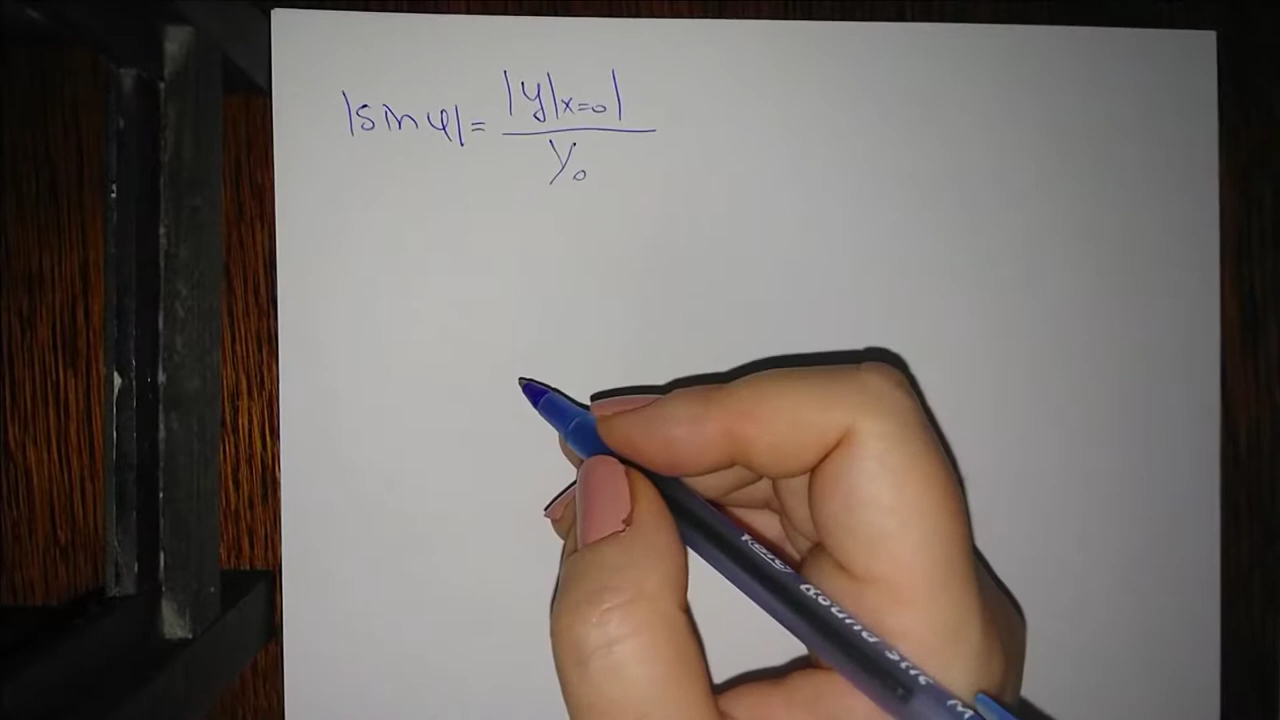 |sin φ| = |y|x=0| / y₀